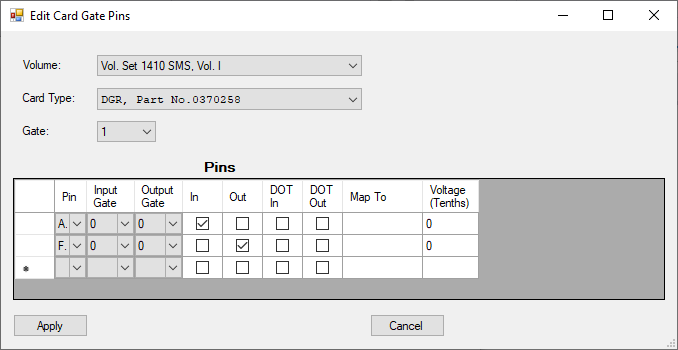 Edit Card Gate Pins
Volume: Vol. Set 1410 SMS, Vol. I
Card Type: DGR, Part No.0370258
Gate: 1
Pins
Pin Input Gate Output Gate In Out DOT In DOT Out Map To Voltage (Tenths)
A. 0 0 0
F. 0 0 0
*
Apply Cancel